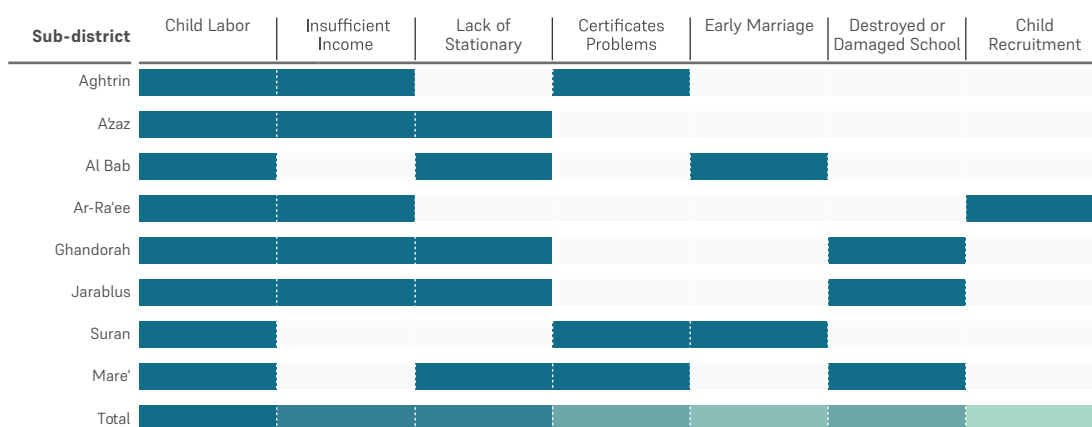 Sub-district
Child Labor
Insufficient
Income
Lack of
Stationary
Certificates
Problems
Early Marriage
Destroyed or
Damaged School
Child
Recruitment
Aghtrin
A'zaz
Al Bab
Ar-Ra'ee
Ghandorah
Jarablus
Suran
Mare'
Total